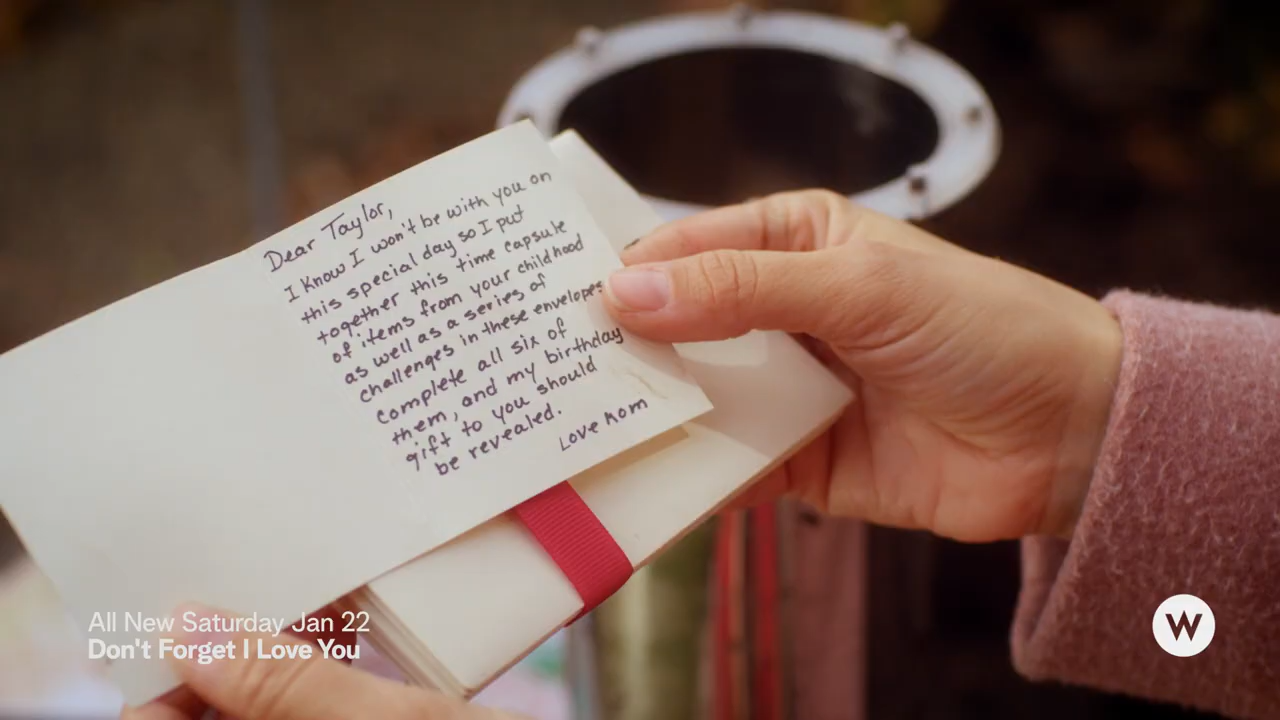 Dear Taylor,
I know I won't be with you on
this special day so I put
together this time capsule
of items from your childhood
as well as a series of
challenges in these envelopes
complete all six of
them, and my birthday
gift to you should
be revealed.
Love Mom
All New Saturday Jan 22
Don't Forget I Love You
W